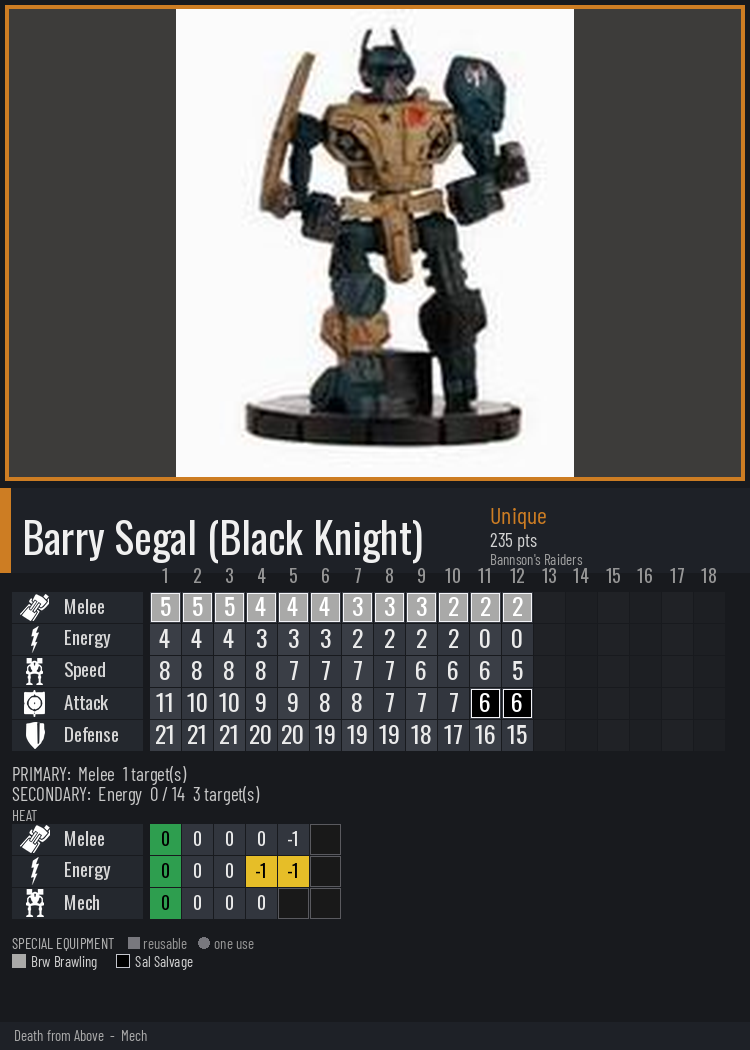 Barry Segal (Black Knight)
Unique
235 pts
Bannson's Raiders
1 2 3 4 5 6 7 8 9 10 11 12 13 14 15 16 17 18
Melee 5 5 5 4 4 4 3 3 3 2 2 2
Energy 4 4 4 3 3 3 2 2 2 2 0 0
Speed 8 8 8 8 7 7 7 7 6 6 6 5
Attack 11 10 10 9 9 8 8 7 7 7 6 6
Defense 21 21 21 20 20 19 19 19 18 17 16 15
PRIMARY: Melee 1 target(s)
SECONDARY: Energy 0 / 14 3 target(s)
HEAT
Melee 0 0 0 0 -1
Energy 0 0 0 -1 -1
Mech 0 0 0 0
SPECIAL EQUIPMENT reusable one use
Brw Brawling Sal Salvage
Death from Above - Mech